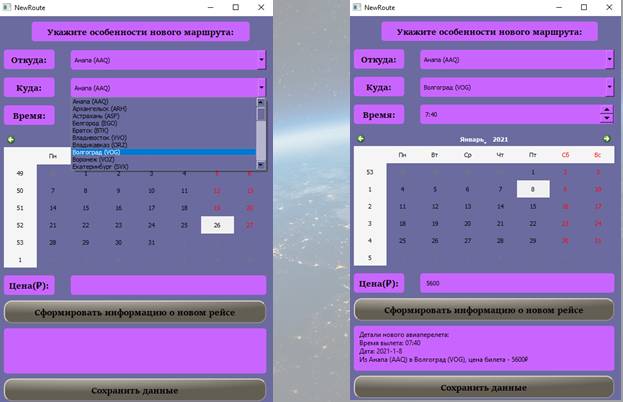 NewRoute
Укажите особенности нового маршрута:
Откуда:
Анапа (AAQ)
Куда:
Анапа (AAQ)
Время:
Анапа (AAQ)
Архангельск (ARH)
Астрахань (ASF)
Белгород (EGO)
Братск (BTK)
Владивосток (VVO)
Владикавказ (ORZ)
Волгоград (VOG)
Воронеж (VOZ)
Екатеринбург (SVX)
Пн
49 1 2 3 4 5 6
50 7 8 9 10 11 12 13
51 14 15 16 17 18 19 20
52 21 22 23 24 25 26 27
53 28 29 30 31
1
Цена(₽):
Сформировать информацию о новом рейсе
Сохранить данные
NewRoute
Укажите особенности нового маршрута:
Откуда:
Анапа (AAQ)
Куда:
Волгоград (VOG)
Время:
7:40
Январь, 2021
Пн Вт Ср Чт Пт Сб Вс
53 1 2 3
1 4 5 6 7 8 9 10
2 11 12 13 14 15 16 17
3 18 19 20 21 22 23 24
4 25 26 27 28 29 30 31
5
Цена(₽):
5600
Сформировать информацию о новом рейсе
Детали нового авиаперелета:
Время вылета: 07:40
Дата: 2021-1-8
Из Анапа (AAQ) в Волгоград (VOG), цена билета - 5600₽
Сохранить данные